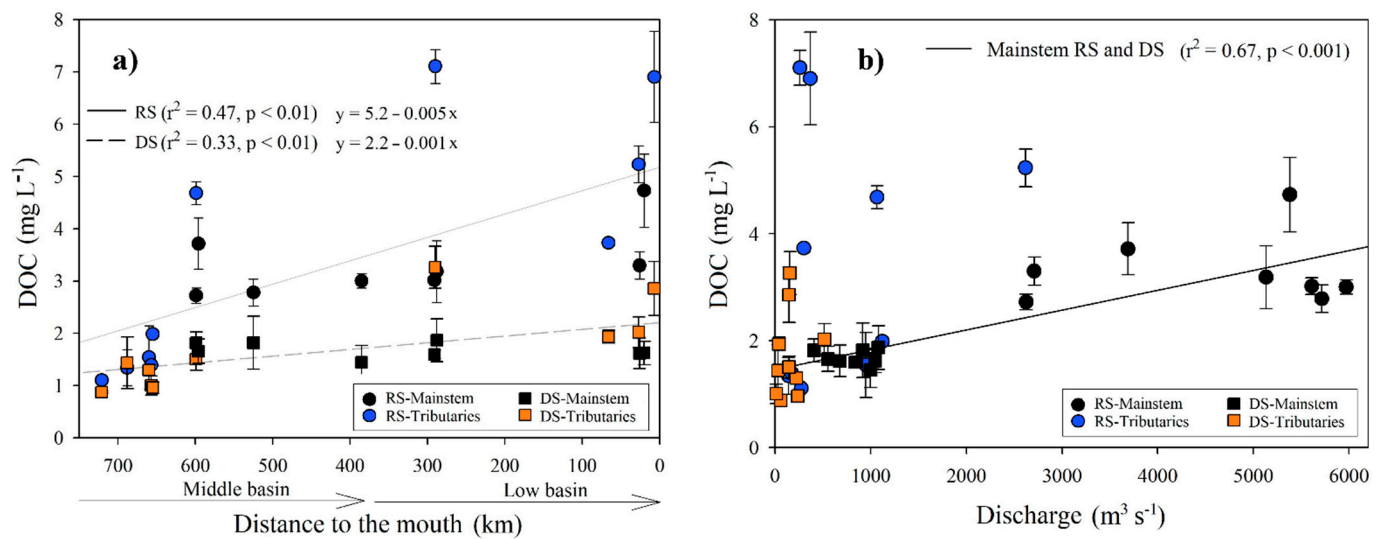 a)
RS (r² = 0.47, p < 0.01) y = 5.2 – 0.005x
DS (r² = 0.33, p < 0.01) y = 2.2 – 0.001x
DOC (mg L⁻¹)
8
7
6
5
4
3
2
1
0
RS-Mainstem DS-Mainstem
RS-Tributaries DS-Tributaries
700 600 500 400 300 200 100 0
Middle basin Low basin
Distance to the mouth (km)
b)
Mainstem RS and DS (r² = 0.67, p < 0.001)
DOC (mg L⁻¹)
8
6
4
2
0
RS-Mainstem DS-Mainstem
RS-Tributaries DS-Tributaries
0 1000 2000 3000 4000 5000 6000
Discharge (m³ s⁻¹)